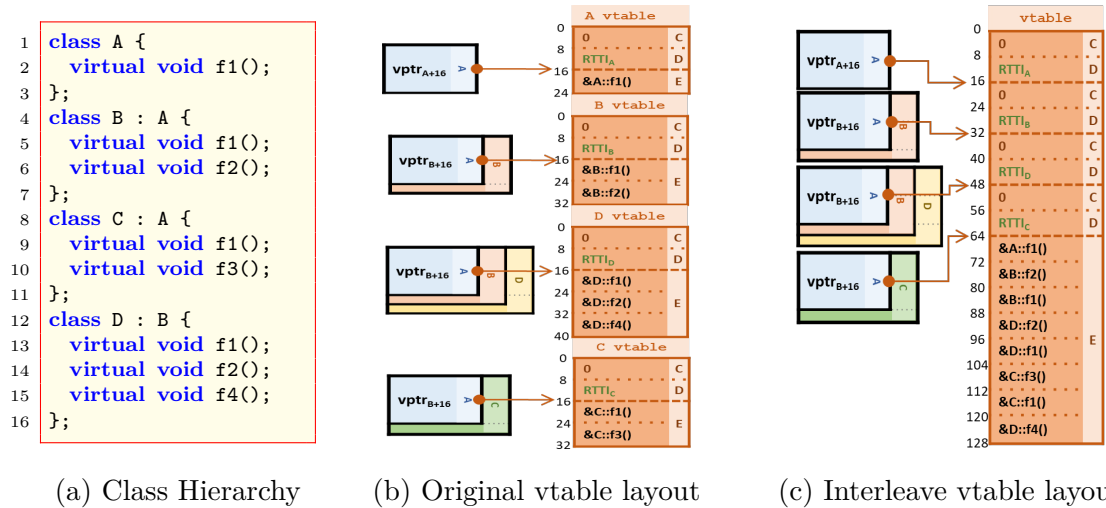 1 class A {
2 virtual void f1();
3 };
4 class B : A {
5 virtual void f1();
6 virtual void f2();
7 };
8 class C : A {
9 virtual void f1();
10 virtual void f3();
11 };
12 class D : B {
13 virtual void f1();
14 virtual void f2();
15 virtual void f4();
16 };
(a) Class Hierarchy
A vtable
vptrA+16 A
0
8
16
24
0 C
RTTIA D
&A::f1() E
B vtable
vptrB+16 A B
0
8
16
24
32
0 C
RTTIB D
&B::f1()
&B::f2()
E
D vtable
vptrB+16 A B D
0
8
16
24
32
40
0 C
RTTID D
&D::f1()
&D::f2()
&D::f4()
E
C vtable
vptrB+16 A C
0
8
16
24
32
0 C
RTTIC D
&C::f1()
&C::f3()
E
(b) Original vtable layout
vtable
vptrA+16 A
vptrB+16 A B
vptrB+16 A B D
vptrB+16 A C
0
8
16
24
32
40
48
56
64
72
80
88
96
104
112
120
128
0 C
RTTIA D
0 C
RTTIB D
0 C
RTTID D
0 C
RTTIC D
&A::f1()
&B::f2()
&B::f1()
&D::f2()
&D::f1()
&C::f3()
&C::f1()
&D::f4()
E
(c) Interleave vtable layou